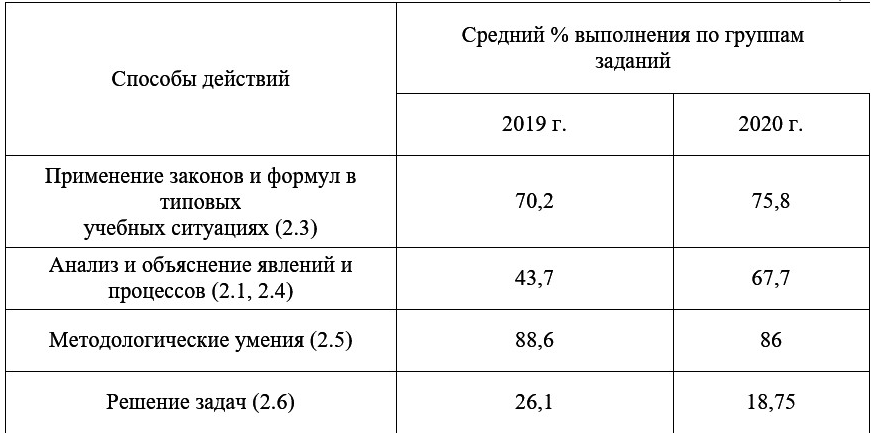 Средний % выполнения по группам
заданий
Способы действий
2019 г.
2020 г.
Применение законов и формул в
типовых
учебных ситуациях (2.3)
70,2
75,8
Анализ и объяснение явлений и
процессов (2.1, 2.4)
43,7
67,7
Методологические умения (2.5)
88,6
86
Решение задач (2.6)
26,1
18,75